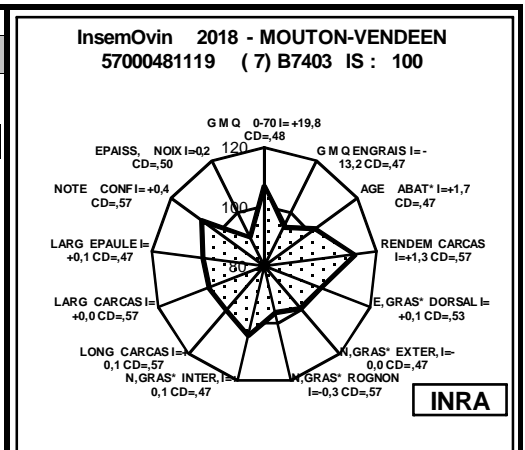 InsemOvin 2018 - MOUTON-VENDEEN
57000481119 ( 7) B7403 IS : 100
G M Q 0-70 I= +19,8
CD=,48
G M Q ENGRAIS I= -
13,2 CD=,47
AGE ABAT* I=+1,7
CD=,47
RENDEM CARCAS
I=+1,3 CD=,57
E,GRAS* DORSAL I=
+0,1 CD=,53
N,GRAS* EXTER, I=-
0,0 CD=,47
N,GRAS* ROGNON
I=-0,3 CD=,57
N,GRAS* INTER, I=
0,1 CD=,47
LONG CARCAS I=+
0,1 CD=,57
LARG CARCAS I=
+0,0 CD=,57
LARG EPAULE I=
+0,1 CD=,47
NOTE CONF I= +0,4
CD=,57
EPAISS, NOIX I=-0,2
CD=,50
120
100
80
INRA